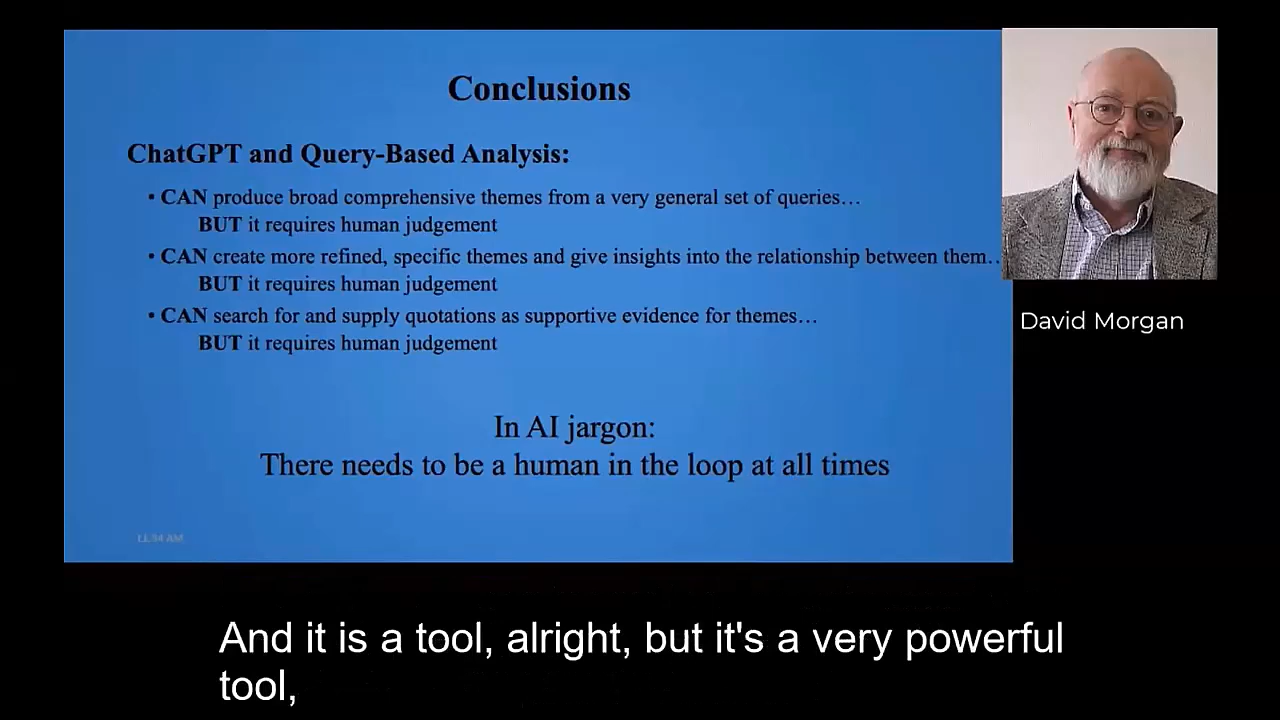 Conclusions
ChatGPT and Query-Based Analysis:
• CAN produce broad comprehensive themes from a very general set of queries…
BUT it requires human judgement
• CAN create more refined, specific themes and give insights into the relationship between them…
BUT it requires human judgement
• CAN search for and supply quotations as supportive evidence for themes…
BUT it requires human judgement
In AI jargon:
There needs to be a human in the loop at all times
11:34 AM
David Morgan
And it is a tool, alright, but it's a very powerful
tool,